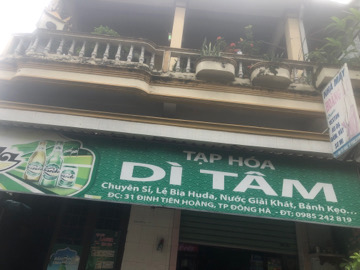 TẠP HÓA
DÌ TÂM
Chuyên Sỉ, Lẻ Bia Huda, Nước Giải Khát, Bánh Kẹo...
ĐC: 31 ĐINH TIÊN HOÀNG, TP ĐÔNG HÀ - ĐT: 0985 242 819